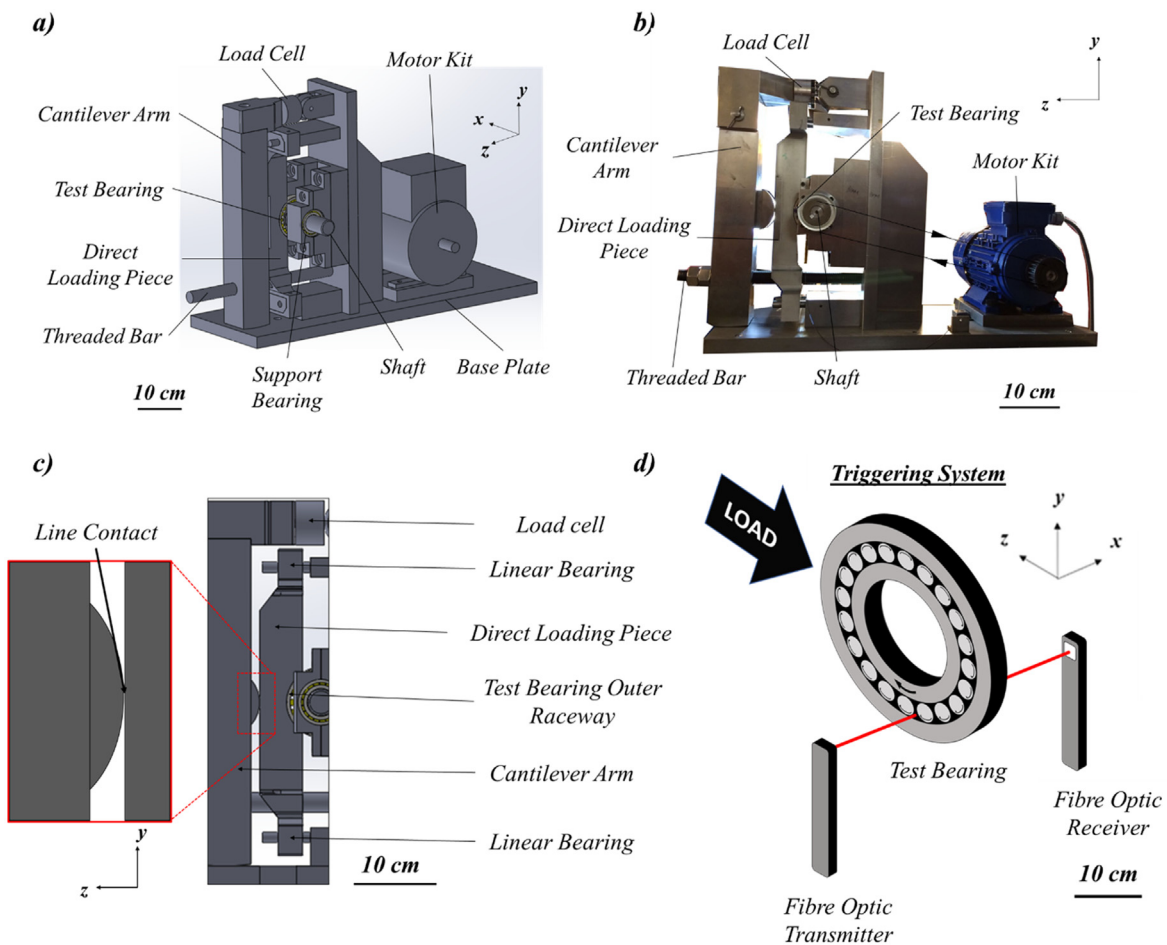 a)
Load Cell
Motor Kit
Cantilever Arm
y
x
z
Test Bearing
Direct
Loading Piece
Threaded Bar
Support
Bearing
Shaft
Base Plate
10 cm
b)
Load Cell
y
z
Test Bearing
Motor Kit
Cantilever
Arm
Direct Loading
Piece
Threaded Bar
Shaft
10 cm
c)
Line Contact
Load cell
Linear Bearing
Direct Loading Piece
Test Bearing Outer
Raceway
Cantilever Arm
Linear Bearing
y
z
10 cm
d)
Triggering System
LOAD
y
z
x
Test Bearing
Fibre Optic
Receiver
Fibre Optic
Transmitter
10 cm